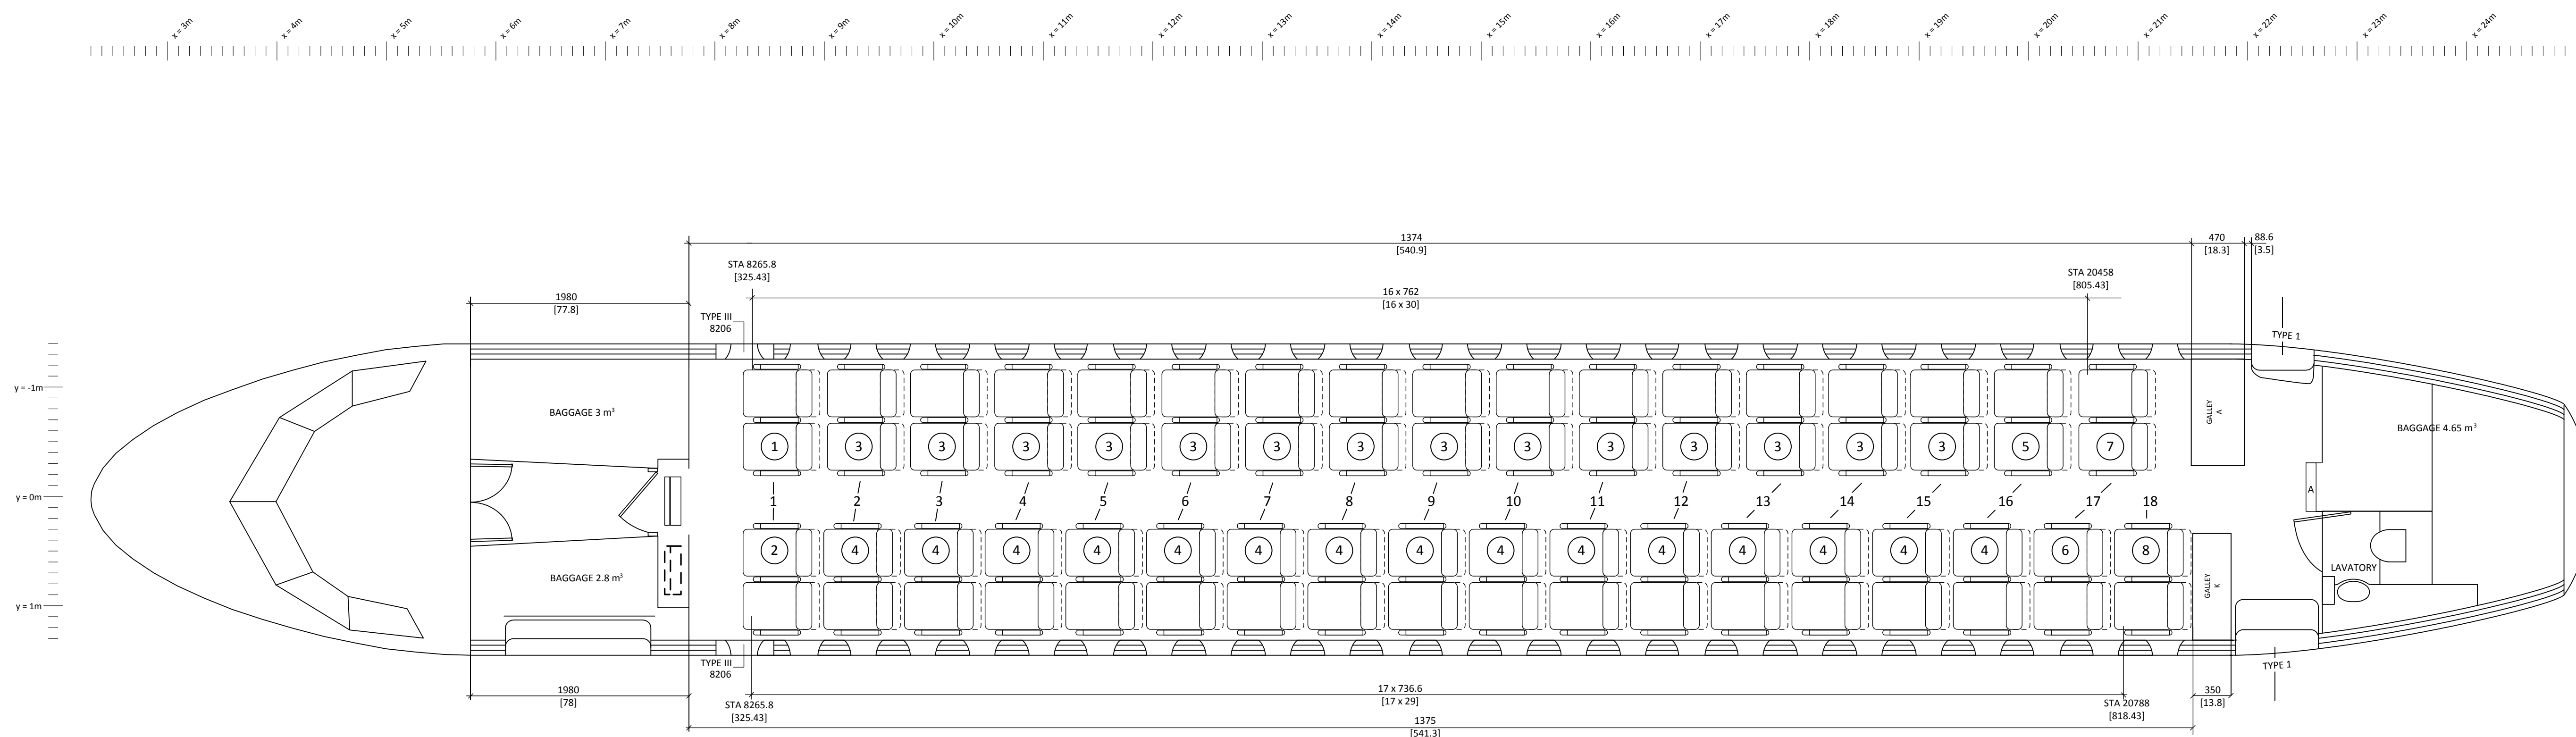 x = 3m
x = 4m
x = 5m
x = 6m
x = 7m
x = 8m
x = 9m
x = 10m
x = 11m
x = 12m
x = 13m
x = 14m
x = 15m
x = 16m
x = 17m
x = 18m
x = 19m
x = 20m
x = 21m
x = 22m
x = 23m
x = 24m
1374
[540.9]
470
[18.3]
88.6
[3.5]
STA 8265.8
[325.43]
STA 20458
[805.43]
1980
[77.8]
16 x 762
[16 x 30]
TYPE III
8206
TYPE 1
y = -1m
BAGGAGE 3 m³
GALLEY
A
BAGGAGE 4.65 m³
1 3 3 3 3 3 3 3 3 3 3 3 3 3 3 5 7
y = 0m
1 2 3 4 5 6 7 8 9 10 11 12 13 14 15 16 17 18
A
2 4 4 4 4 4 4 4 4 4 4 4 4 4 4 4 6 8
BAGGAGE 2.8 m³
LAVATORY
GALLEY
K
y = 1m
TYPE III
8206
TYPE 1
1980
[78]
17 x 736.6
[17 x 29]
350
[13.8]
STA 8265.8
[325.43]
STA 20788
[818.43]
1375
[541.3]